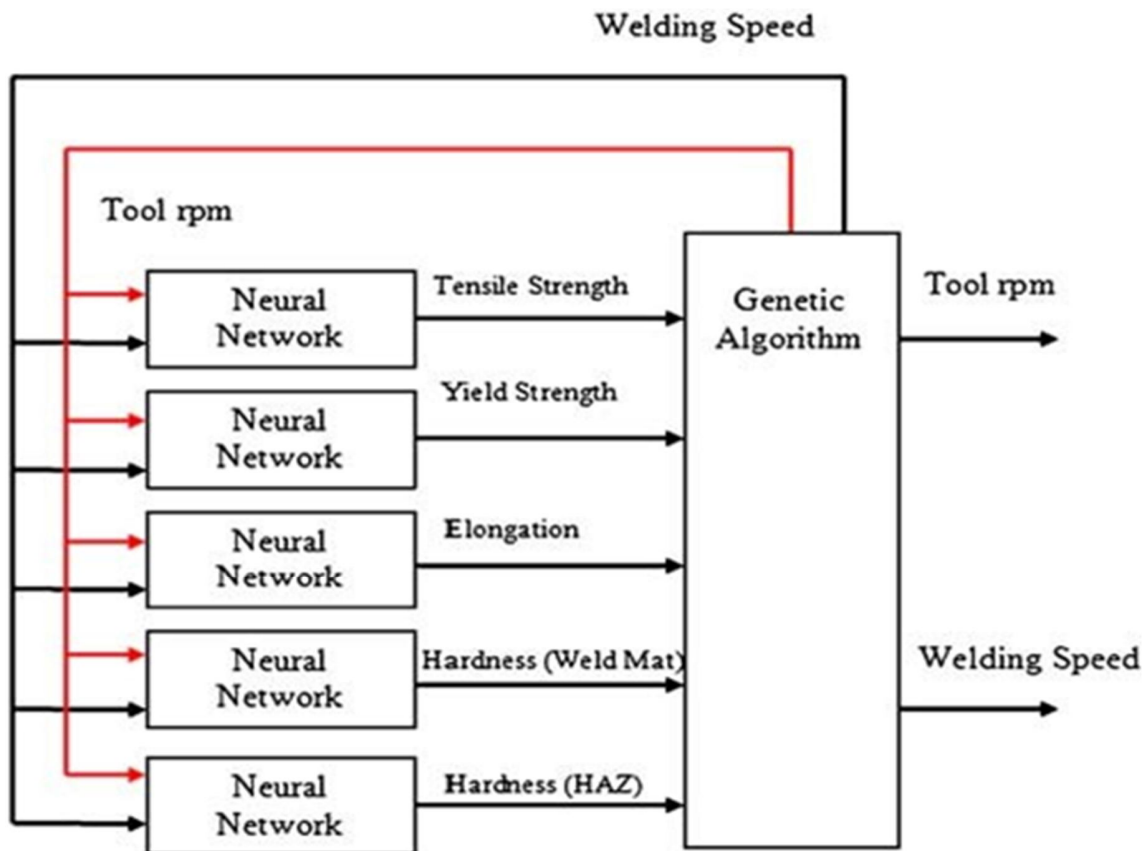 Welding Speed
Tool rpm
Neural
Network
Tensile Strength
Genetic
Algorithm
Tool rpm
Neural
Network
Yield Strength
Neural
Network
Elongation
Neural
Network
Hardness (Weld Mat)
Welding Speed
Neural
Network
Hardness (HAZ)